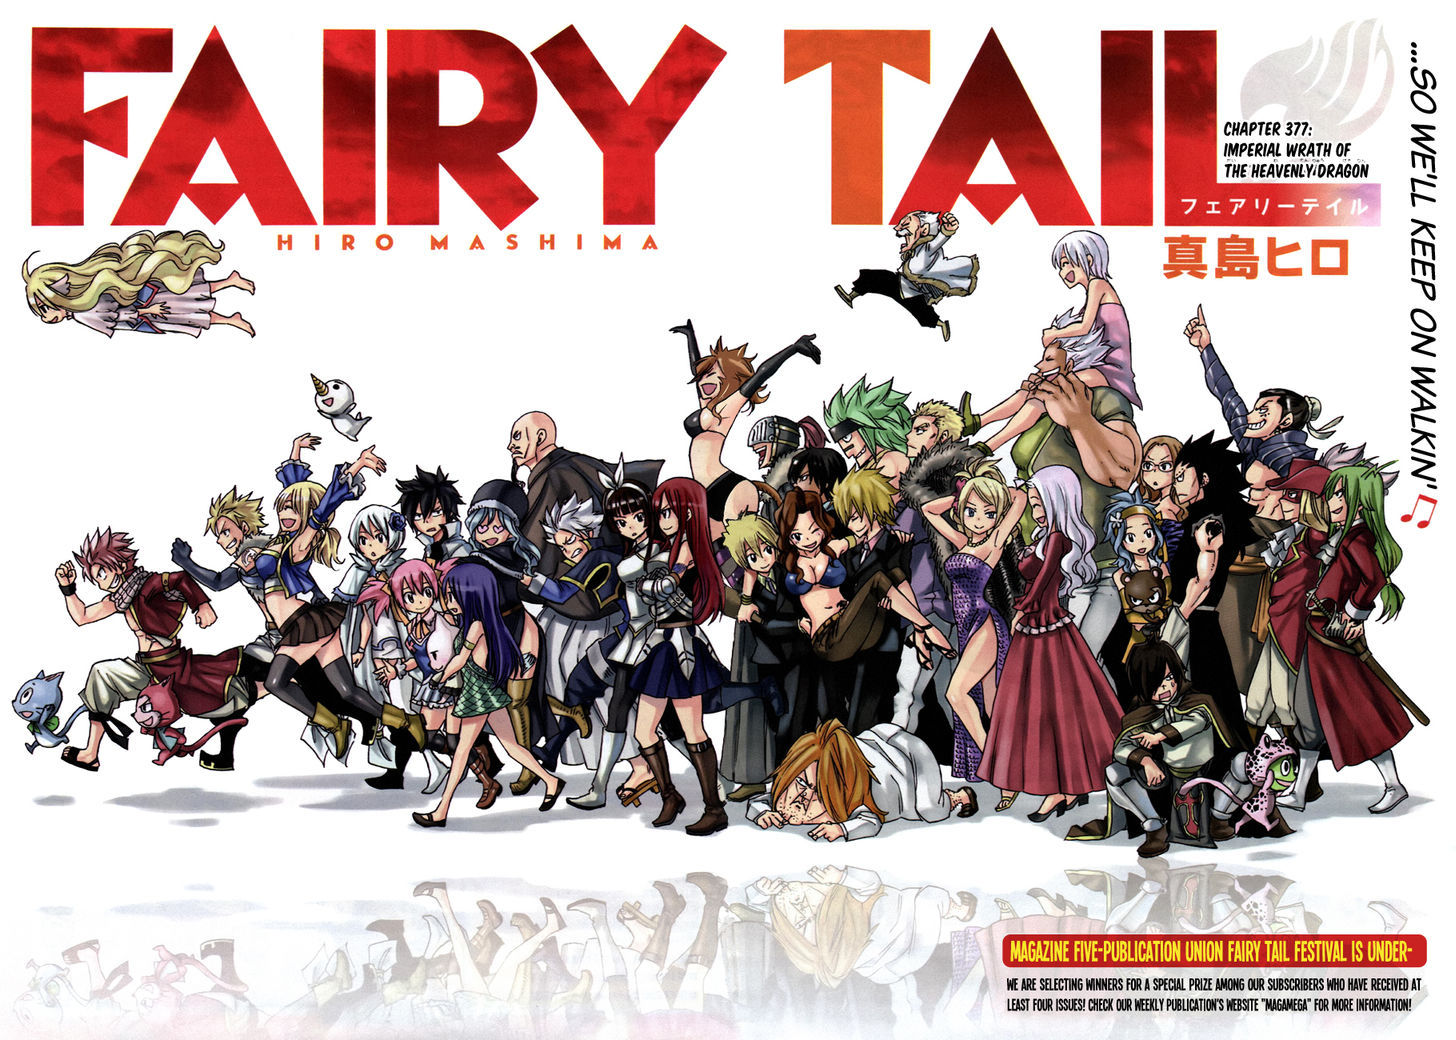 FAIRY TAIL
CHAPTER 377:
IMPERIAL WRATH OF
THE HEAVENLY DRAGON
フェアリーテイル
HIRO MASHIMA
真島ヒロ
...SO WE'LL KEEP ON WALKIN' ♫
MAGAZINE FIVE-PUBLICATION UNION FAIRY TAIL FESTIVAL IS UNDER-
WE ARE SELECTING WINNERS FOR A SPECIAL PRIZE AMONG OUR SUBSCRIBERS WHO HAVE RECEIVED AT
LEAST FOUR ISSUES! CHECK OUR WEEKLY PUBLICATION'S WEBSITE "MAGAMEGA" FOR MORE INFORMATION!